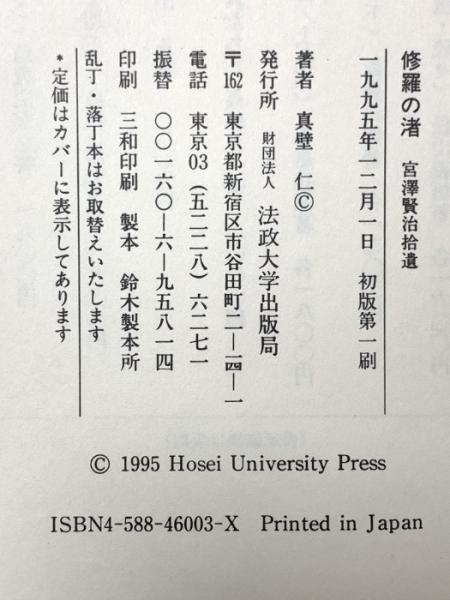 修羅の渚 宮澤賢治拾遺
一九九五年一二月一日 初版第一刷
著者 真壁 仁©
発行所 財団法人 法政大学出版局
〒162 東京都新宿区市谷田町二―一四―一
電話 東京03(五二二八)六二七一
振替 〇〇一六〇―六―九五八一四
印刷 三和印刷 製本 鈴木製本所
乱丁・落丁本はお取替えいたします
*定価はカバーに表示してあります
© 1995 Hosei University Press
ISBN4-588-46003-X Printed in Japan